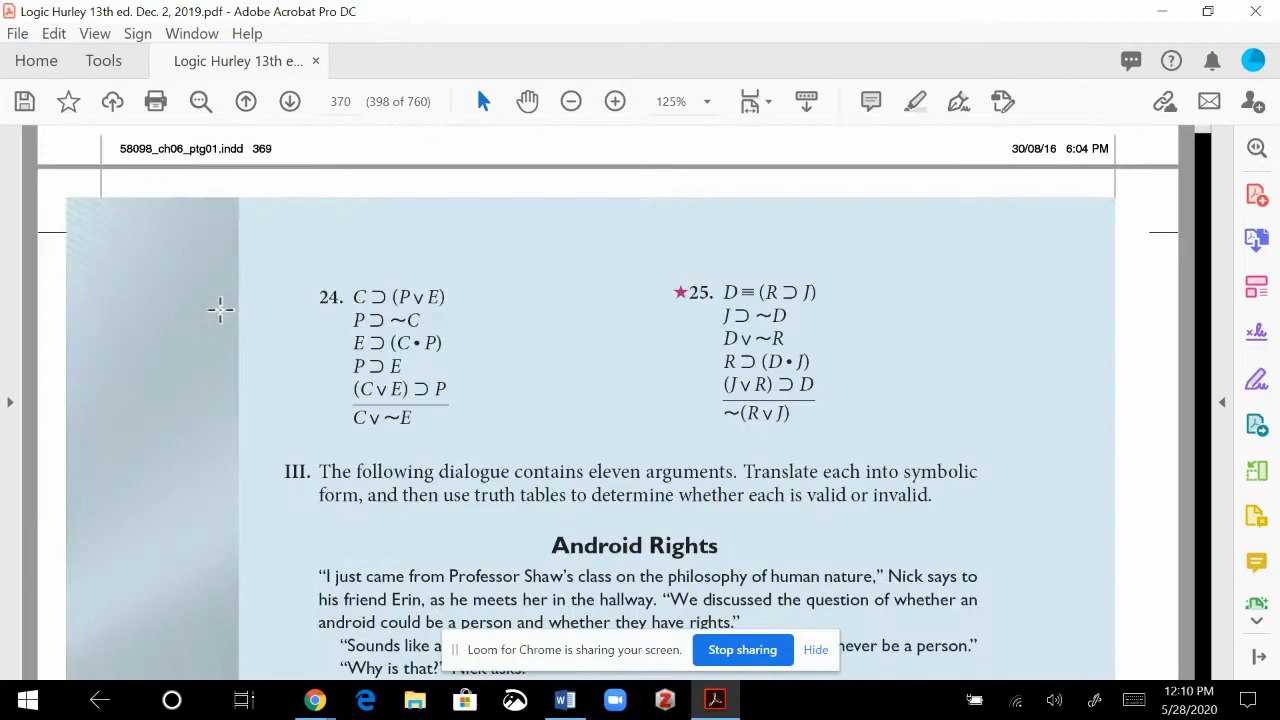 Logic Hurley 13th ed. Dec. 2, 2019.pdf - Adobe Acrobat Pro DC
File Edit View Sign Window Help
Home Tools Logic Hurley 13th e... ×
370 (398 of 760) 125%
58098_ch06_ptg01.indd 369 30/08/16 6:04 PM
24. C ⊃ (P v E)
P ⊃ ~C
E ⊃ (C • P)
P ⊃ E
(C v E) ⊃ P
C v ~E
★25. D ≡ (R ⊃ J)
J ⊃ ~D
D v ~R
R ⊃ (D • J)
(J v R) ⊃ D
~(R v J)
III. The following dialogue contains eleven arguments. Translate each into symbolic
form, and then use truth tables to determine whether each is valid or invalid.
Android Rights
“I just came from Professor Shaw’s class on the philosophy of human nature,” Nick says to
his friend Erin, as he meets her in the hallway. “We discussed the question of whether an
android could be a person and whether they have rights.”
“Sounds like a never be a person.”
“Why is that?” Nick asks.
Loom for Chrome is sharing your screen. Stop sharing Hide
12:10 PM
5/28/2020